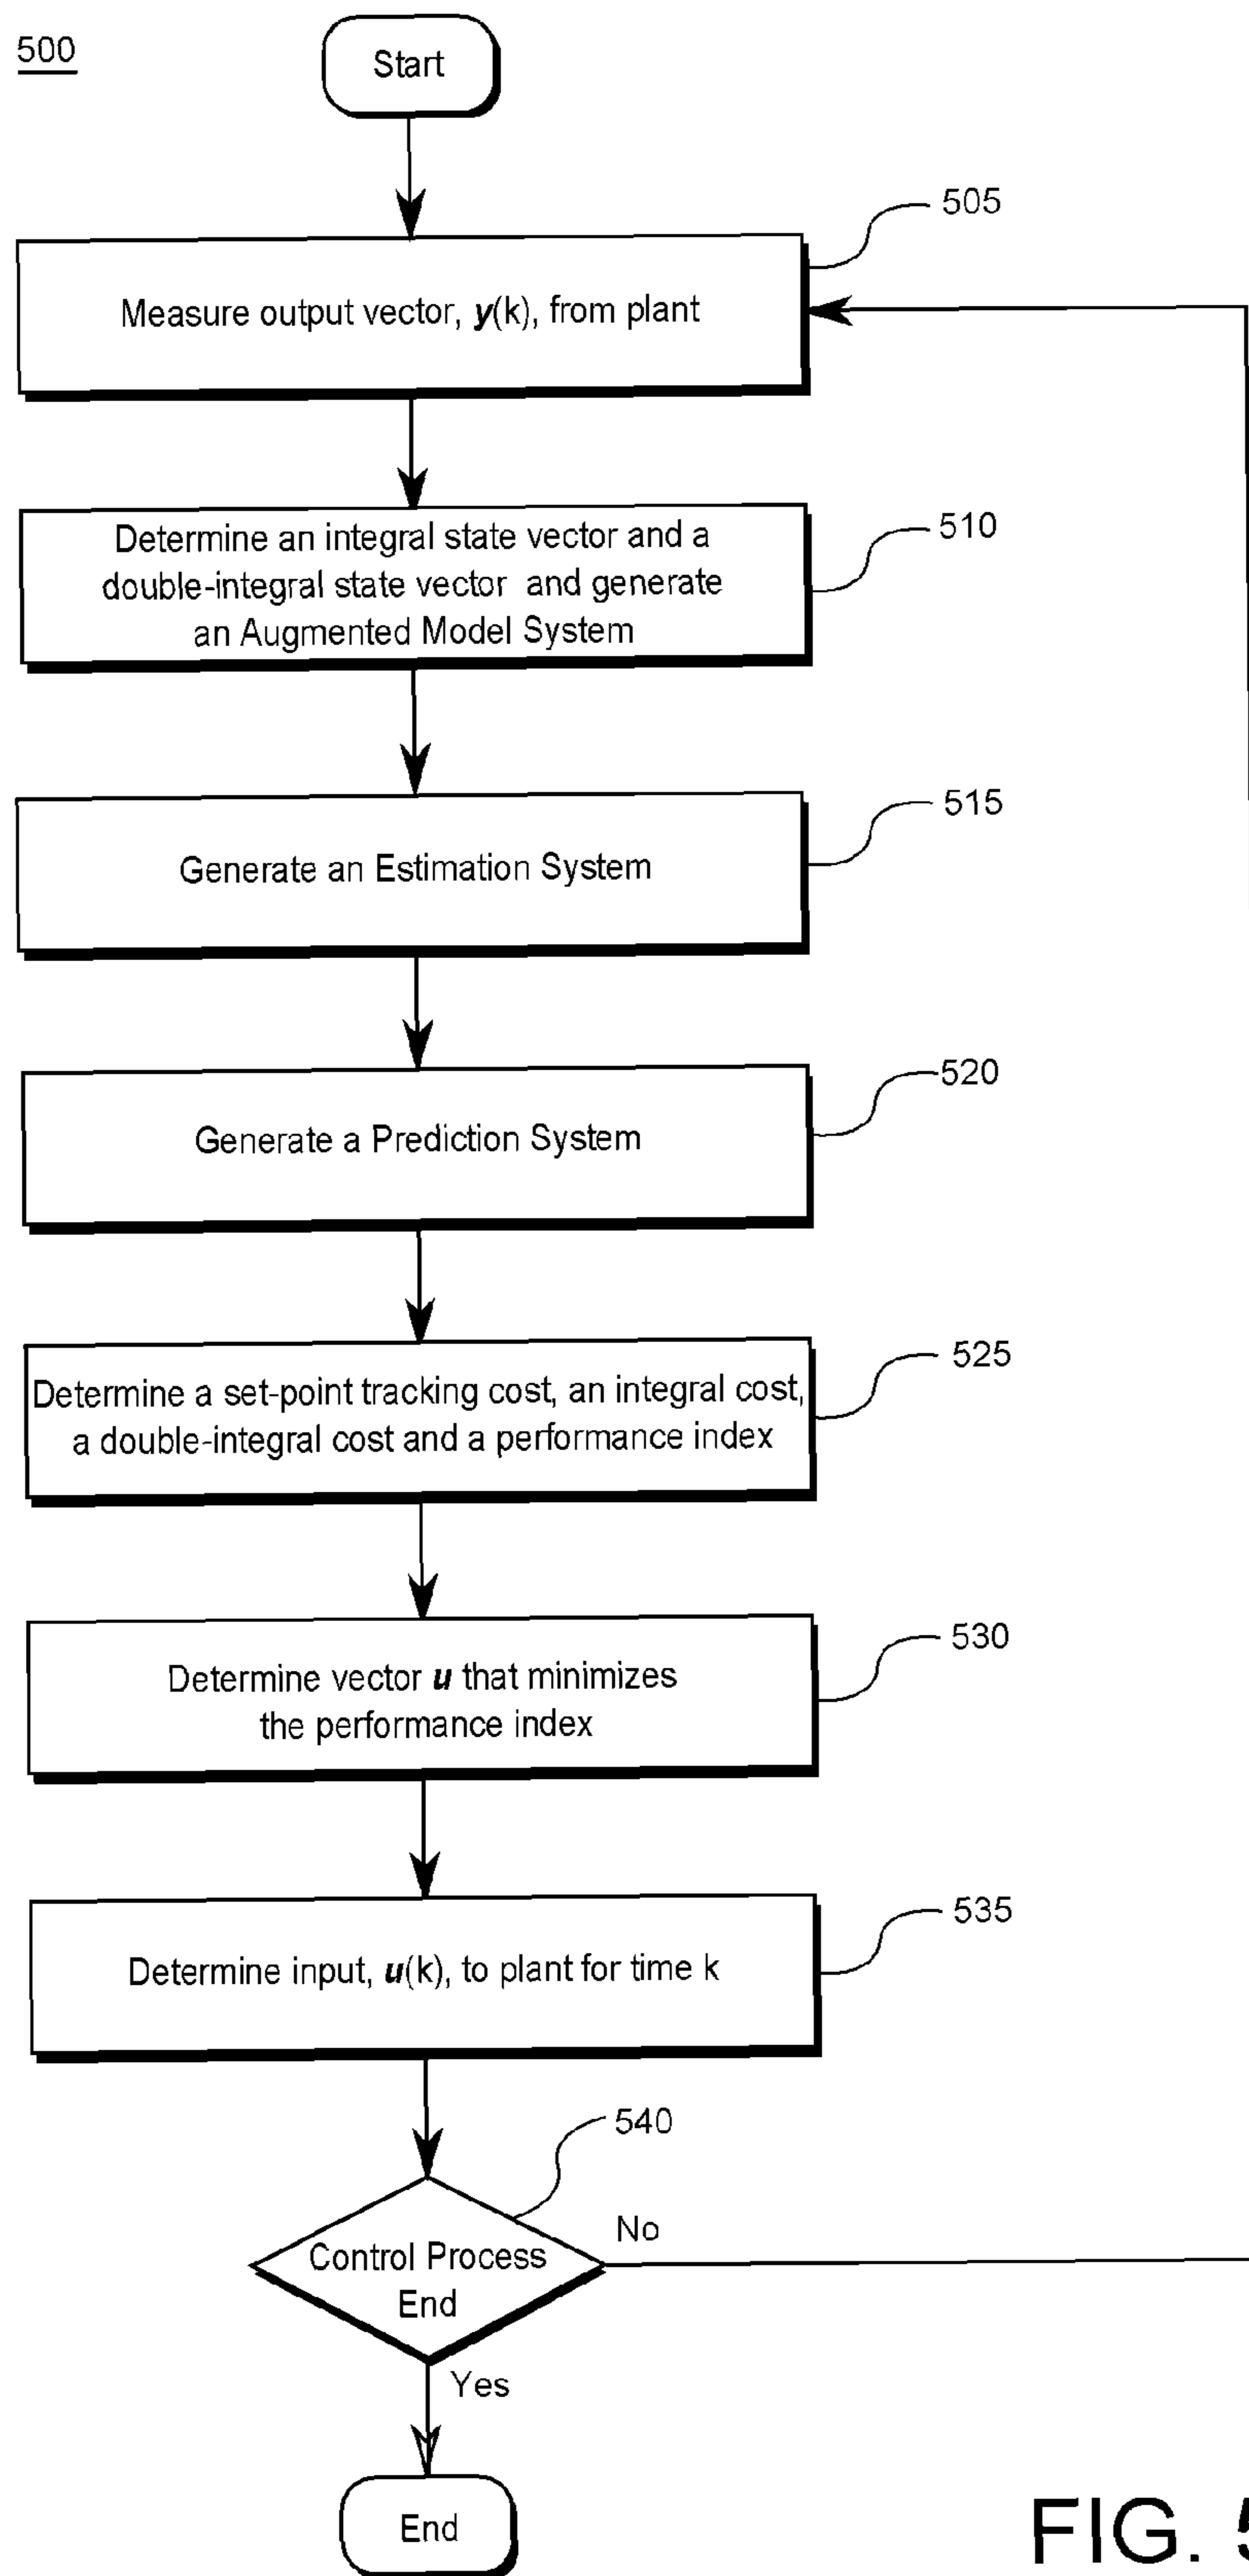 500
Start
505
Measure output vector, y(k), from plant
510
Determine an integral state vector and a
double-integral state vector and generate
an Augmented Model System
515
Generate an Estimation System
520
Generate a Prediction System
525
Determine a set-point tracking cost, an integral cost,
a double-integral cost and a performance index
530
Determine vector u that minimizes
the performance index
535
Determine input, u(k), to plant for time k
540
No
Control Process
End
Yes
End
FIG. 5